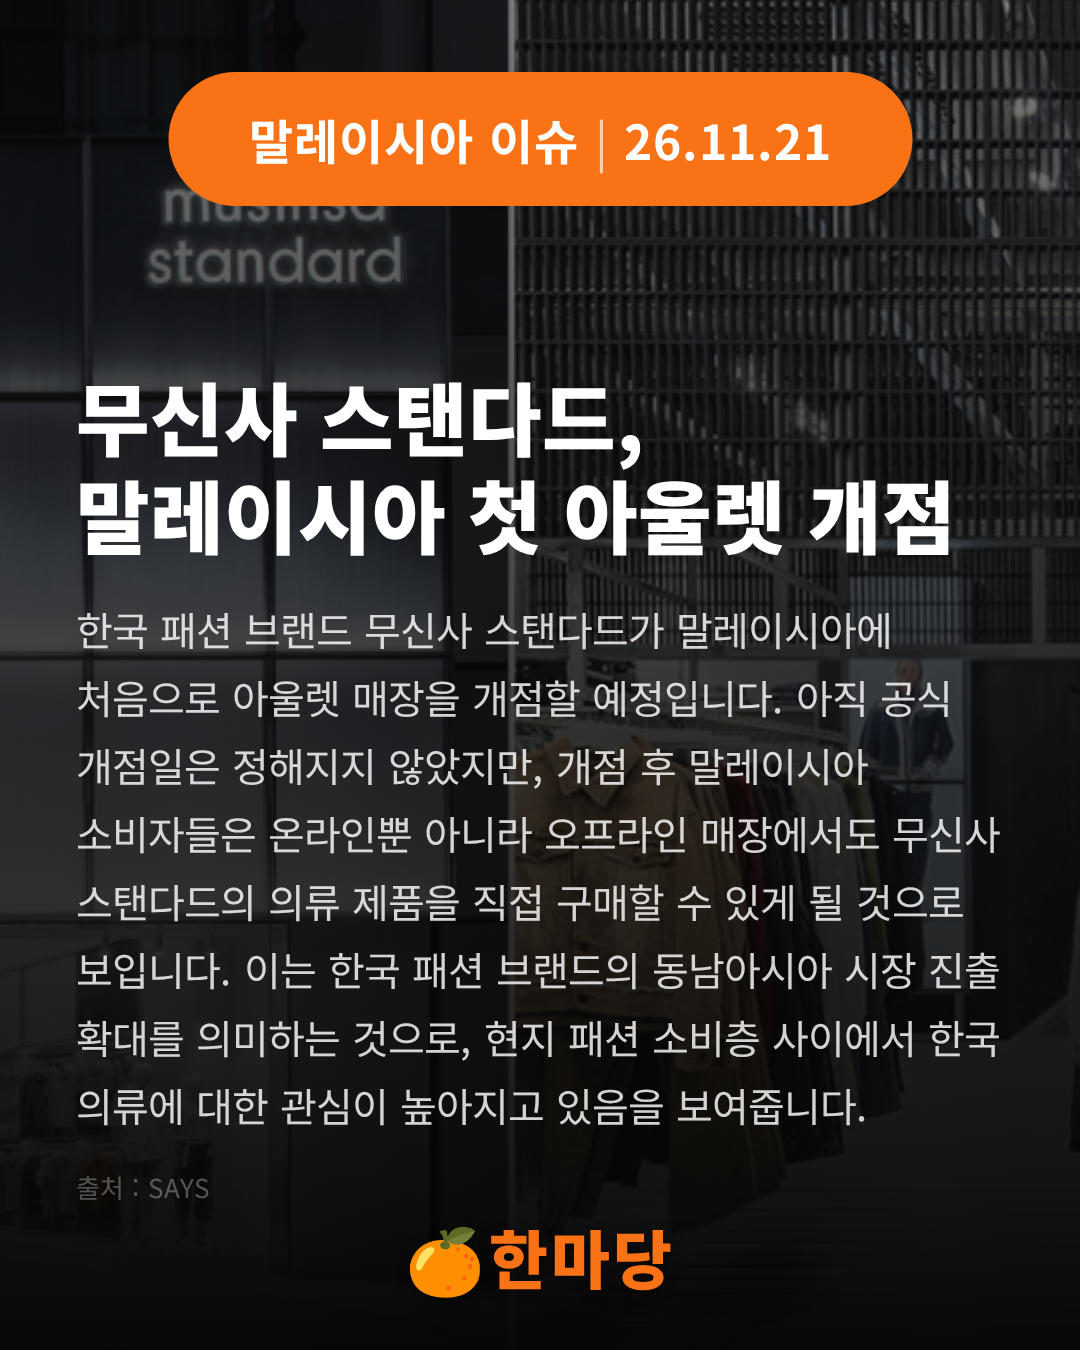 말레이시아 이슈 | 26.11.21
musinsa
standard
무신사 스탠다드,
말레이시아 첫 아울렛 개점
한국 패션 브랜드 무신사 스탠다드가 말레이시아에
처음으로 아울렛 매장을 개점할 예정입니다. 아직 공식
개점일은 정해지지 않았지만, 개점 후 말레이시아
소비자들은 온라인뿐 아니라 오프라인 매장에서도 무신사
스탠다드의 의류 제품을 직접 구매할 수 있게 될 것으로
보입니다. 이는 한국 패션 브랜드의 동남아시아 시장 진출
확대를 의미하는 것으로, 현지 패션 소비층 사이에서 한국
의류에 대한 관심이 높아지고 있음을 보여줍니다.
출처 : SAYS
한마당